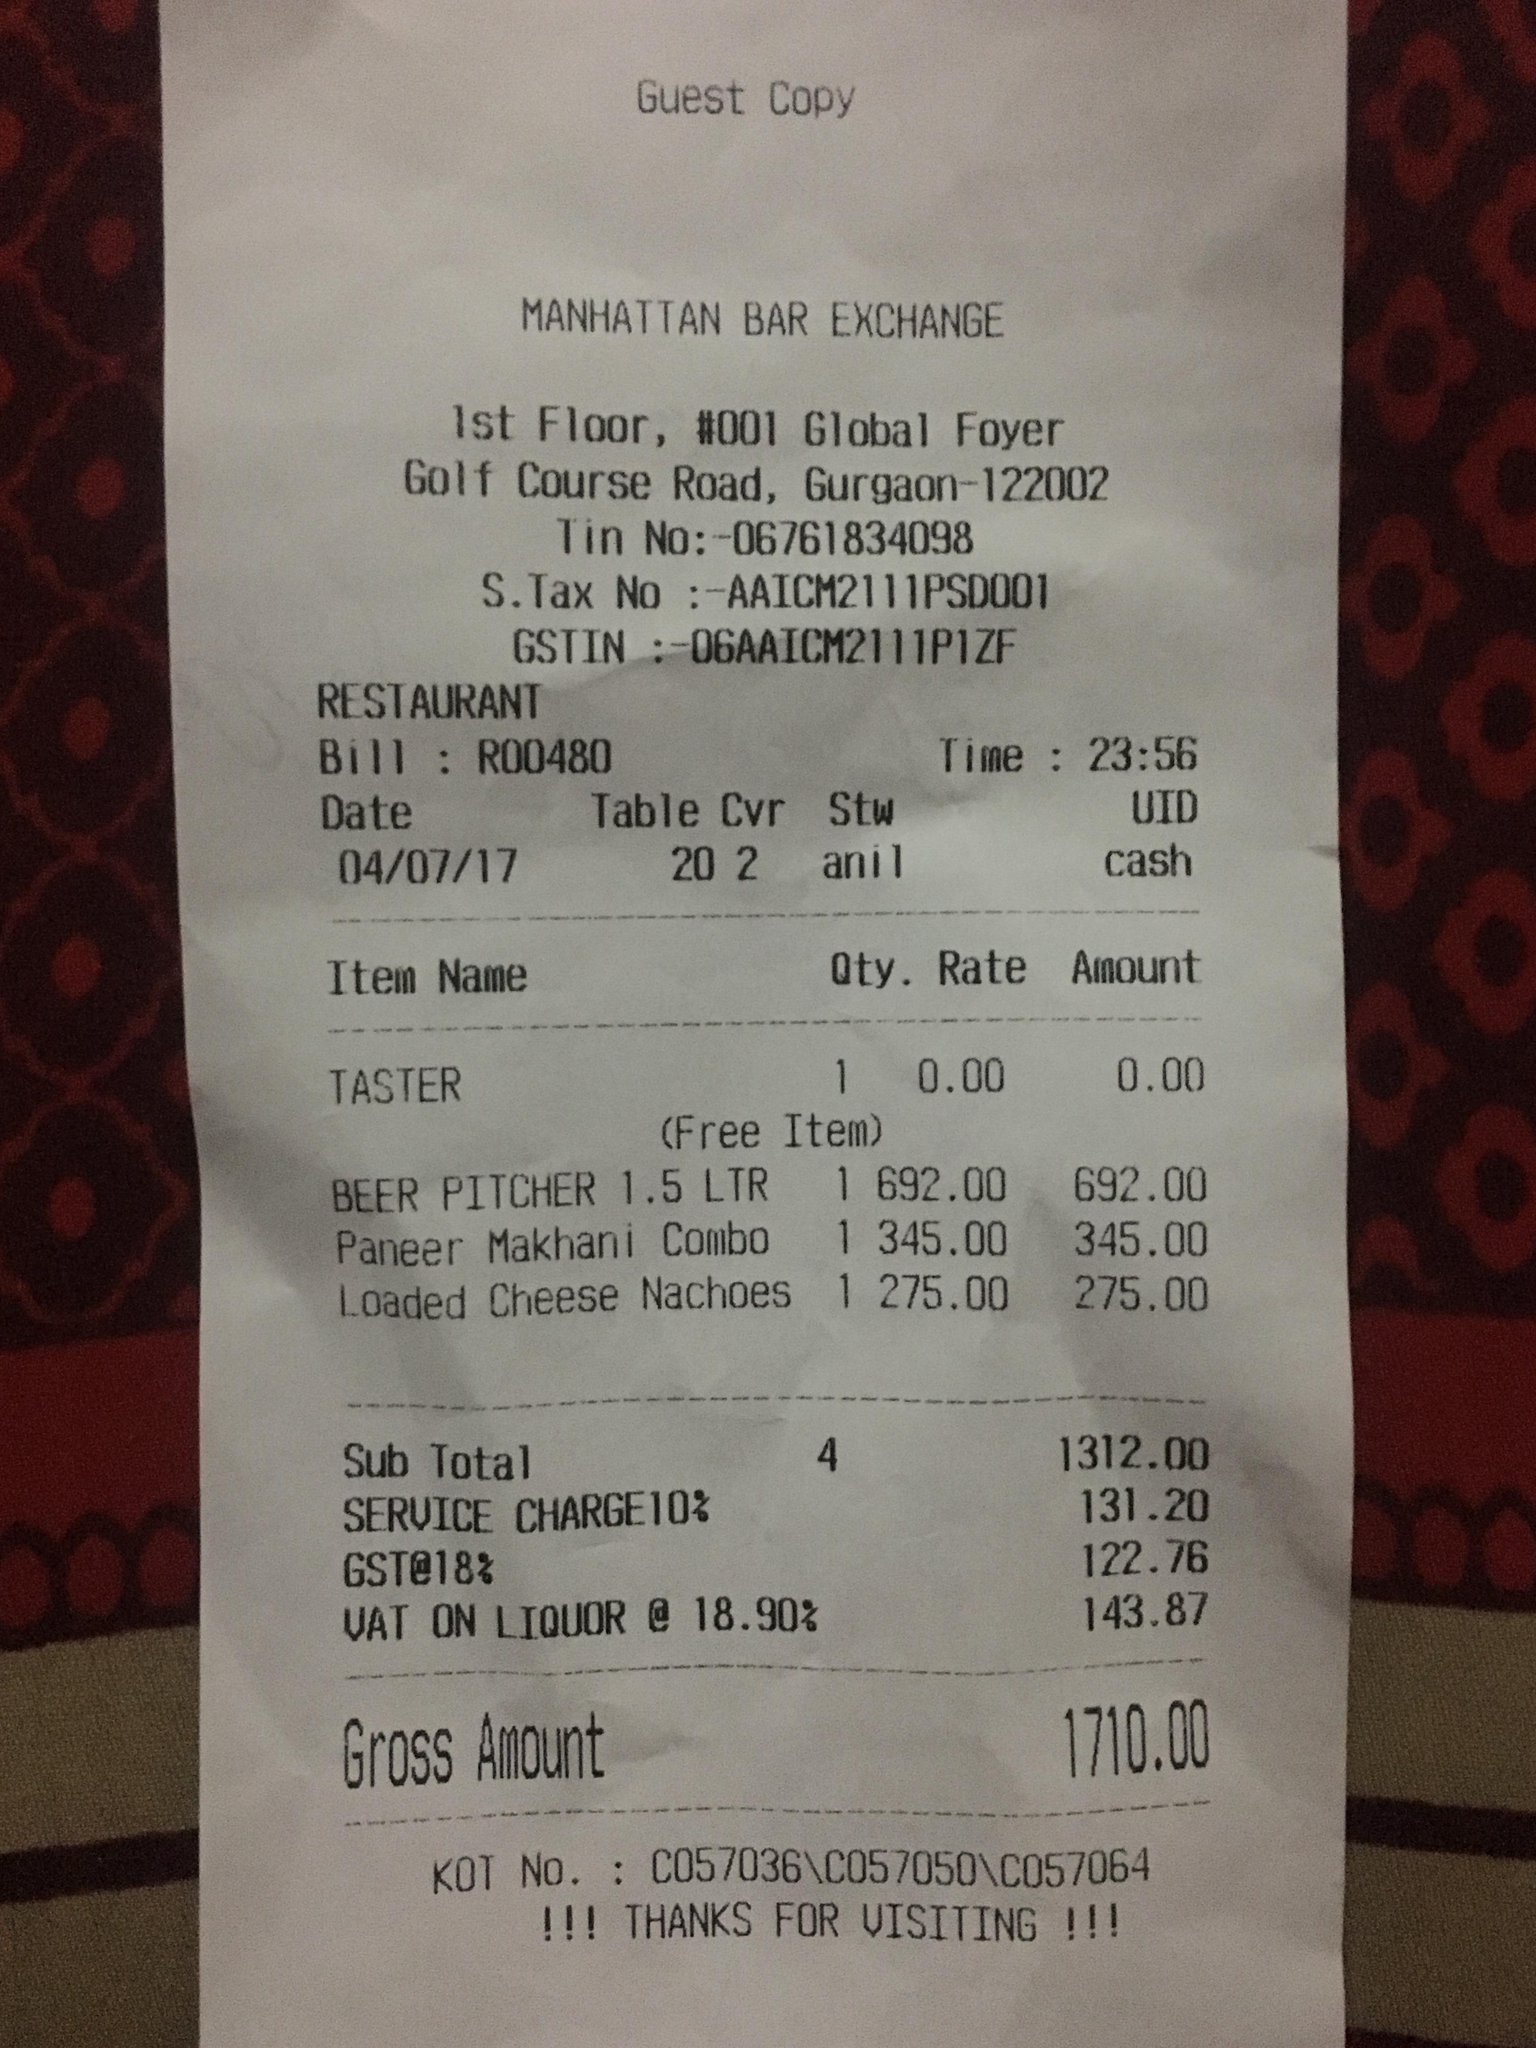 Guest Copy
MANHATTAN BAR EXCHANGE
1st Floor, #001 Global Foyer
Golf Course Road, Gurgaon-122002
Tin No:-06761834098
S.Tax No :-AAICM2111PSD001
GSTIN :-06AAICM2111P1ZF
RESTAURANT
Bill : R00480 Time : 23:56
Date Table Cvr Stw UID
04/07/17 20 2 anil cash
Item Name Qty. Rate Amount
TASTER 1 0.00 0.00
(Free Item)
BEER PITCHER 1.5 LTR 1 692.00 692.00
Paneer Makhani Combo 1 345.00 345.00
Loaded Cheese Nachoes 1 275.00 275.00
Sub Total 4 1312.00
SERVICE CHARGE10% 131.20
GST@18% 122.76
VAT ON LIQUOR @ 18.90% 143.87
Gross Amount 1710.00
KOT No. : C057036\C057050\C057064
!!! THANKS FOR VISITING !!!